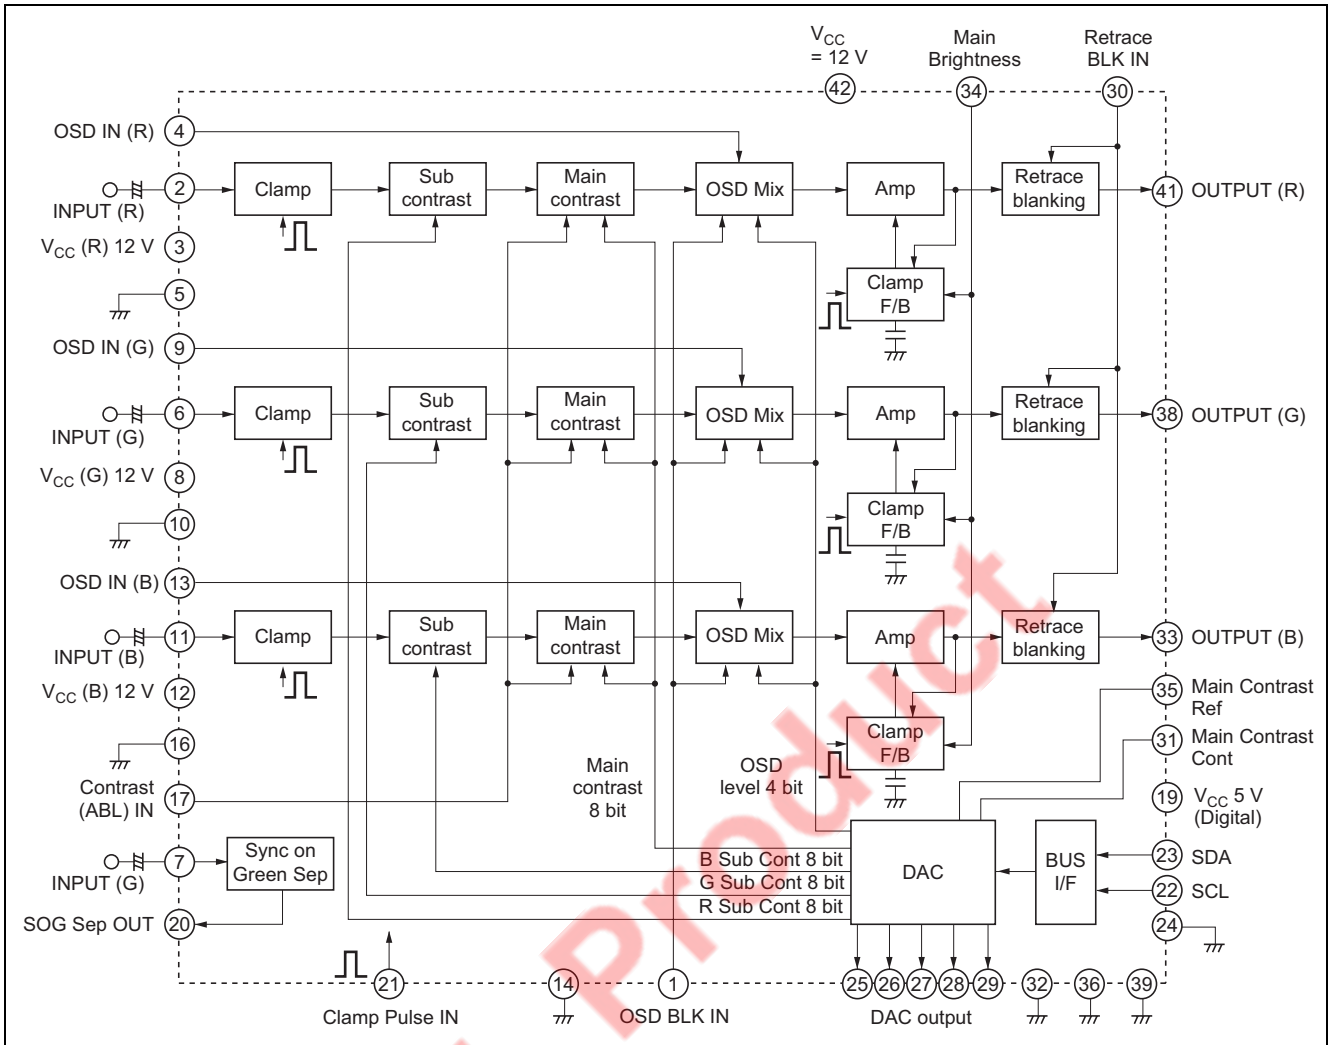 V_CC
= 12 V
42
Main
Brightness
34
Retrace
BLK IN
30
OSD IN (R)
4
INPUT (R)
2
Clamp
Sub
contrast
Main
contrast
OSD Mix
Amp
Retrace
blanking
41
OUTPUT (R)
V_CC (R) 12 V
3
5
Clamp
F/B
OSD IN (G)
9
INPUT (G)
6
Clamp
Sub
contrast
Main
contrast
OSD Mix
Amp
Retrace
blanking
38
OUTPUT (G)
V_CC (G) 12 V
8
10
Clamp
F/B
OSD IN (B)
13
INPUT (B)
11
Clamp
Sub
contrast
Main
contrast
OSD Mix
Amp
Retrace
blanking
33
OUTPUT (B)
V_CC (B) 12 V
12
16
Clamp
F/B
35
Main Contrast
Ref
31
Main Contrast
Cont
Contrast
(ABL) IN
17
Main
contrast
8 bit
OSD
level 4 bit
19
V_CC 5 V
(Digital)
INPUT (G)
7
Sync on
Green Sep
B Sub Cont 8 bit
G Sub Cont 8 bit
R Sub Cont 8 bit
DAC
BUS
I/F
23
SDA
22
SCL
24
SOG Sep OUT
20
21
Clamp Pulse IN
14
1
OSD BLK IN
25
26
27
28
29
DAC output
32
36
39
Product